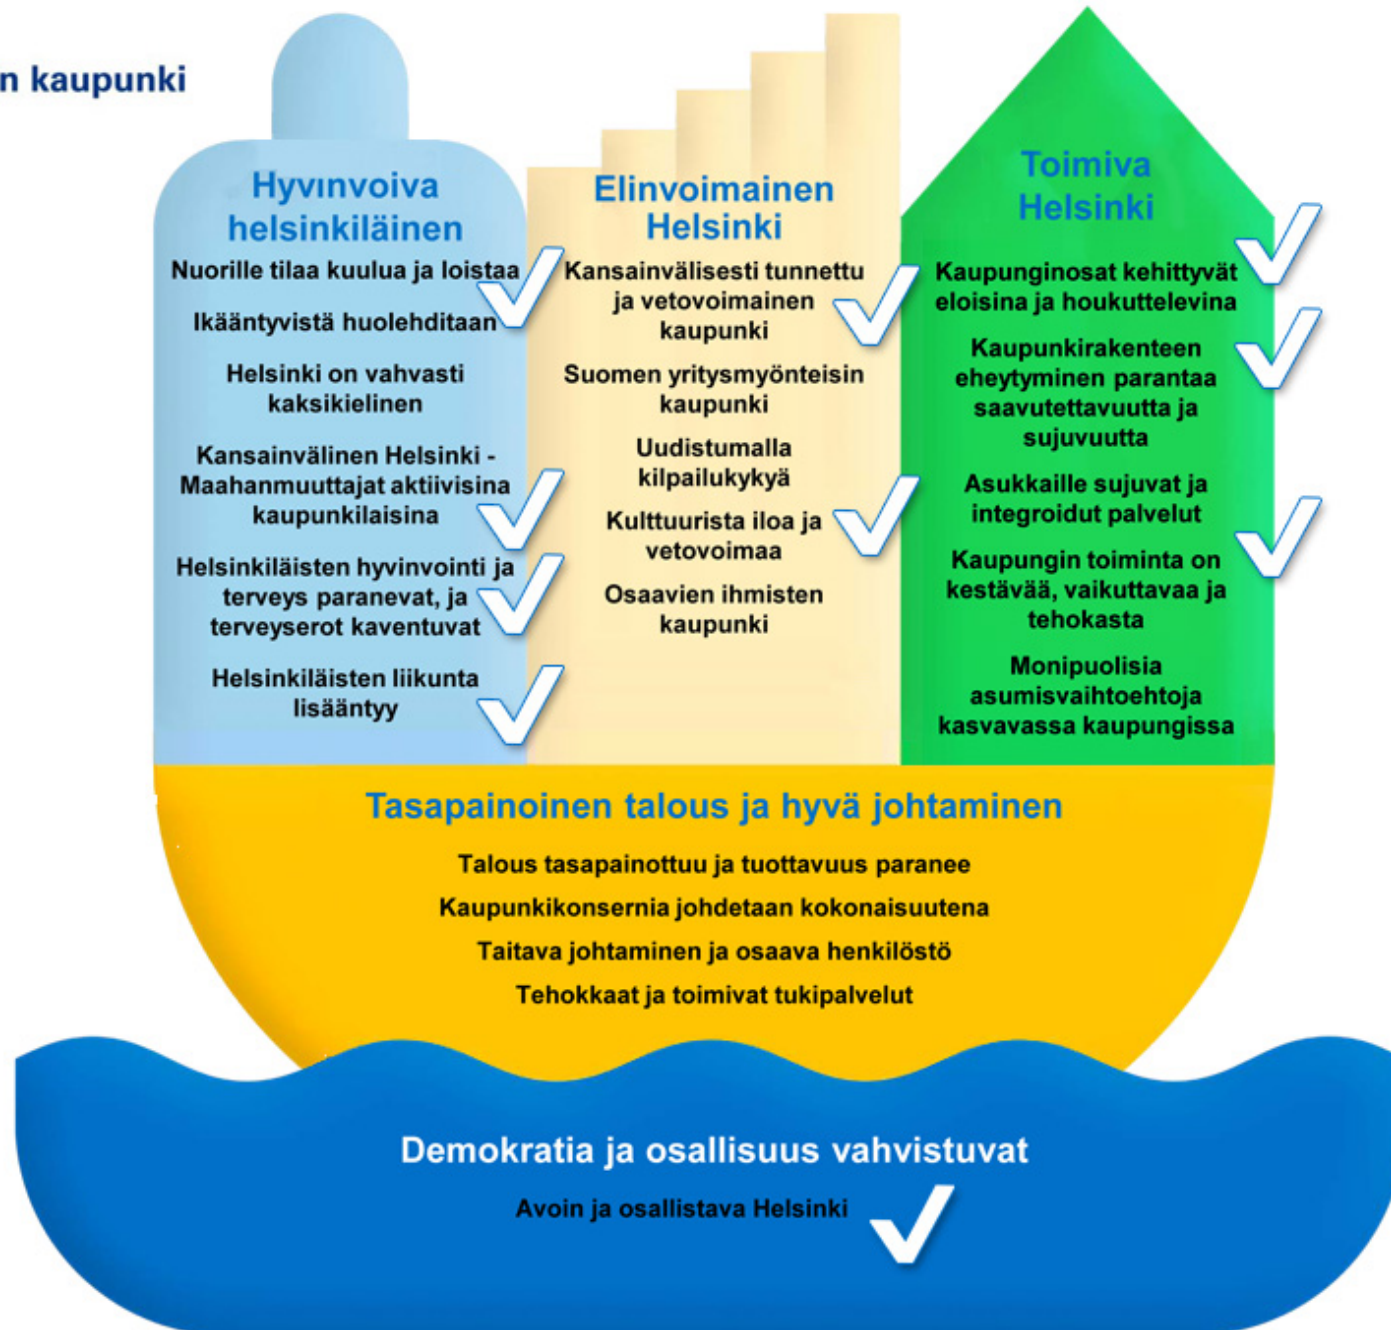 n kaupunki
Hyvinvoiva
helsinkiläinen
Nuorille tilaa kuulua ja loistaa
Ikääntyvistä huolehditaan
Helsinki on vahvasti
kaksikielinen
Kansainvälinen Helsinki -
Maahanmuuttajat aktiivisina
kaupunkilaisina
Helsinkiläisten hyvinvointi ja
terveys paranevat, ja
terveyserot kaventuvat
Helsinkiläisten liikunta
lisääntyy
Elinvoimainen
Helsinki
Kansainvälisesti tunnettu
ja vetovoimainen
kaupunki
Suomen yritysmyönteisin
kaupunki
Uudistumalla
kilpailukykyä
Kulttuurista iloa ja
vetovoimaa
Osaavien ihmisten
kaupunki
Toimiva
Helsinki
Kaupunginosat kehittyvät
eloisina ja houkuttelevina
Kaupunkirakenteen
eheytyminen parantaa
saavutettavuutta ja
sujuvuutta
Asukkaille sujuvat ja
integroidut palvelut
Kaupungin toiminta on
kestävää, vaikuttavaa ja
tehokasta
Monipuolisia
asumisvaihtoehtoja
kasvavassa kaupungissa
Tasapainoinen talous ja hyvä johtaminen
Talous tasapainottuu ja tuottavuus paranee
Kaupunkikonsernia johdetaan kokonaisuutena
Taitava johtaminen ja osaava henkilöstö
Tehokkaat ja toimivat tukipalvelut
Demokratia ja osallisuus vahvistuvat
Avoin ja osallistava Helsinki